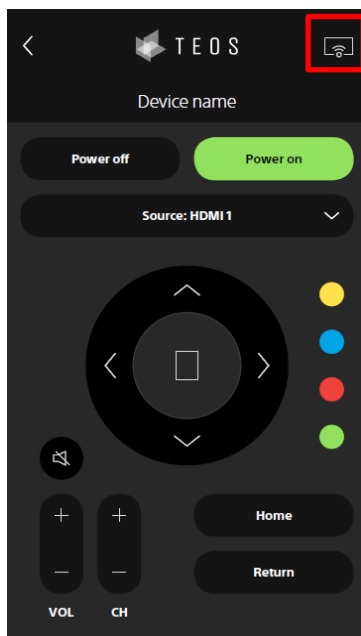 TEOS
Device name
Power off
Power on
Source: HDMI 1
Home
Return
VOL
CH